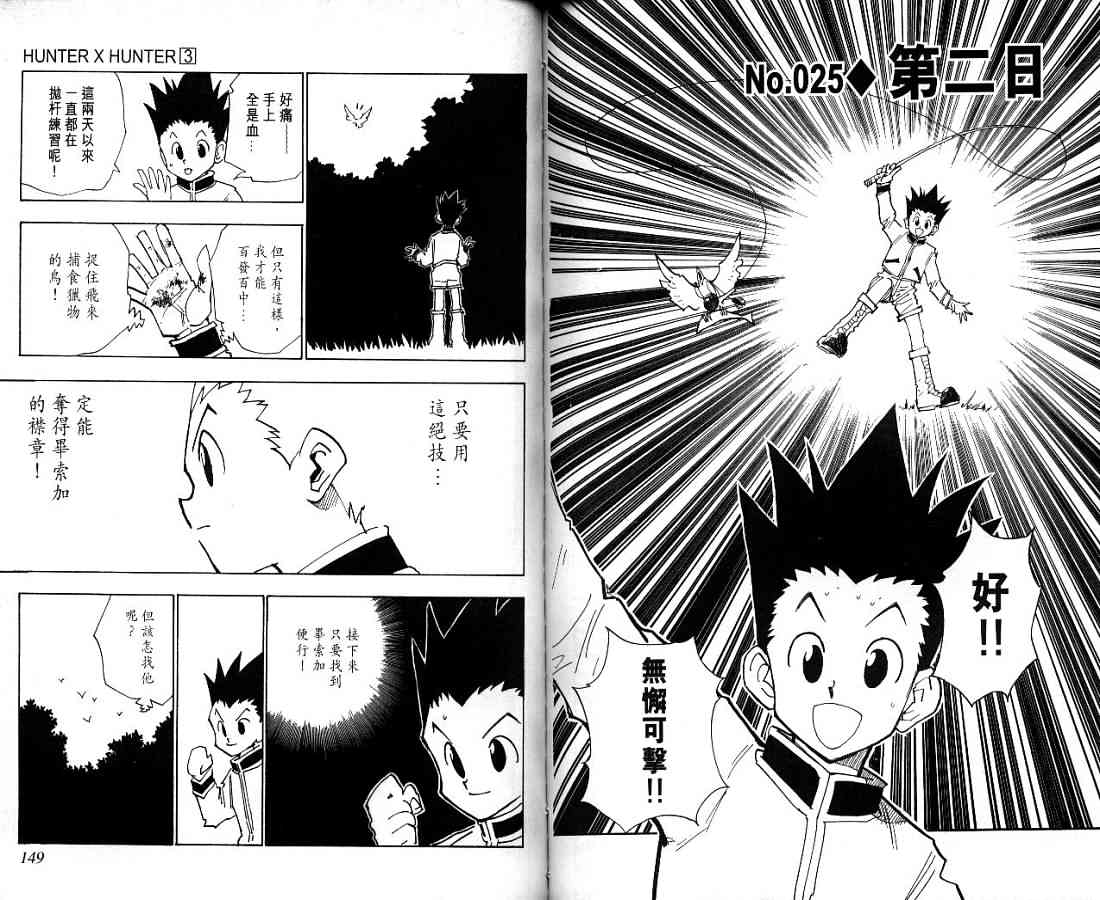 No.025◆第二日
好!!
無懈可擊!!
HUNTER X HUNTER 3
好痛……
手上
全是血…
這兩天以來
一直都在
拋杆練習呢！
但只有這樣，
我才能
百發百中…
捉住飛來
捕食獵物
的鳥！
只要用
這絕技…
定能
奪得畢索加
的襟章！
接下來
只要找到
畢索加
便行！
但該怎找他
呢？
149